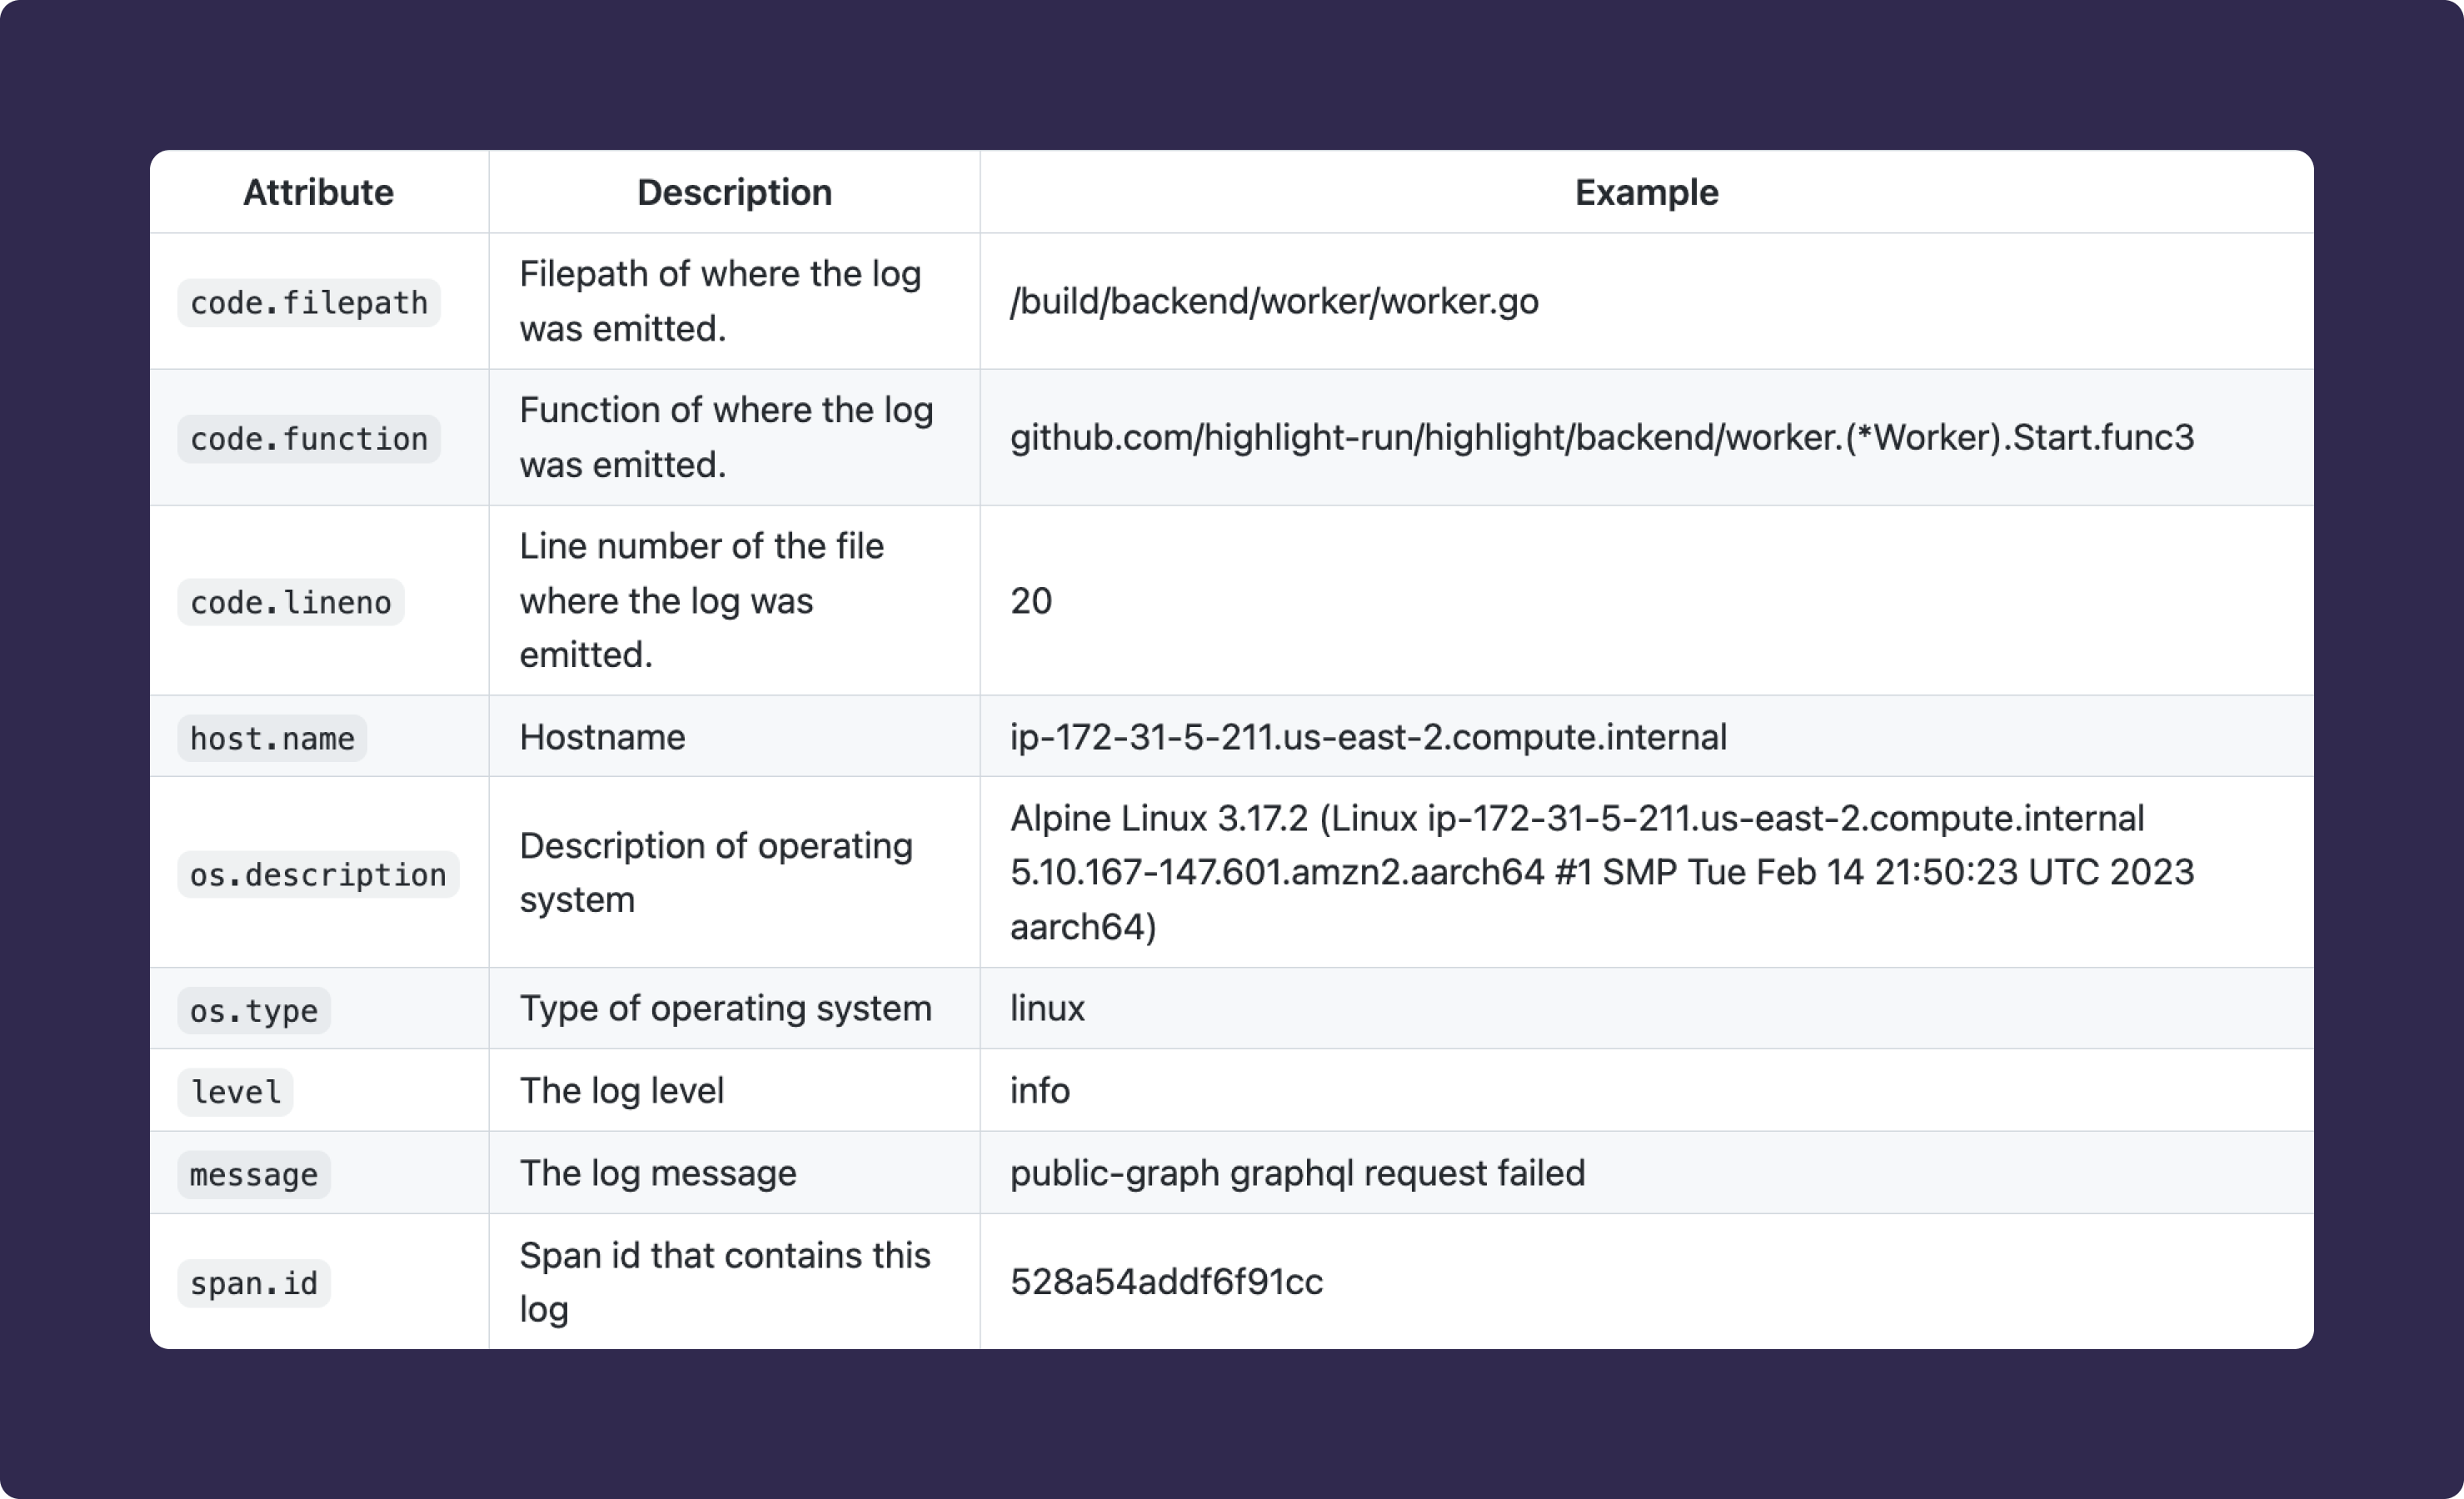 Attribute Description Example
code.filepath Filepath of where the log
was emitted. /build/backend/worker/worker.go
code.function Function of where the log
was emitted. github.com/highlight-run/highlight/backend/worker.(*Worker).Start.func3
code.lineno Line number of the file
where the log was
emitted. 20
host.name Hostname ip-172-31-5-211.us-east-2.compute.internal
os.description Description of operating
system Alpine Linux 3.17.2 (Linux ip-172-31-5-211.us-east-2.compute.internal
5.10.167-147.601.amzn2.aarch64 #1 SMP Tue Feb 14 21:50:23 UTC 2023
aarch64)
os.type Type of operating system linux
level The log level info
message The log message public-graph graphql request failed
span.id Span id that contains this
log 528a54addf6f91cc